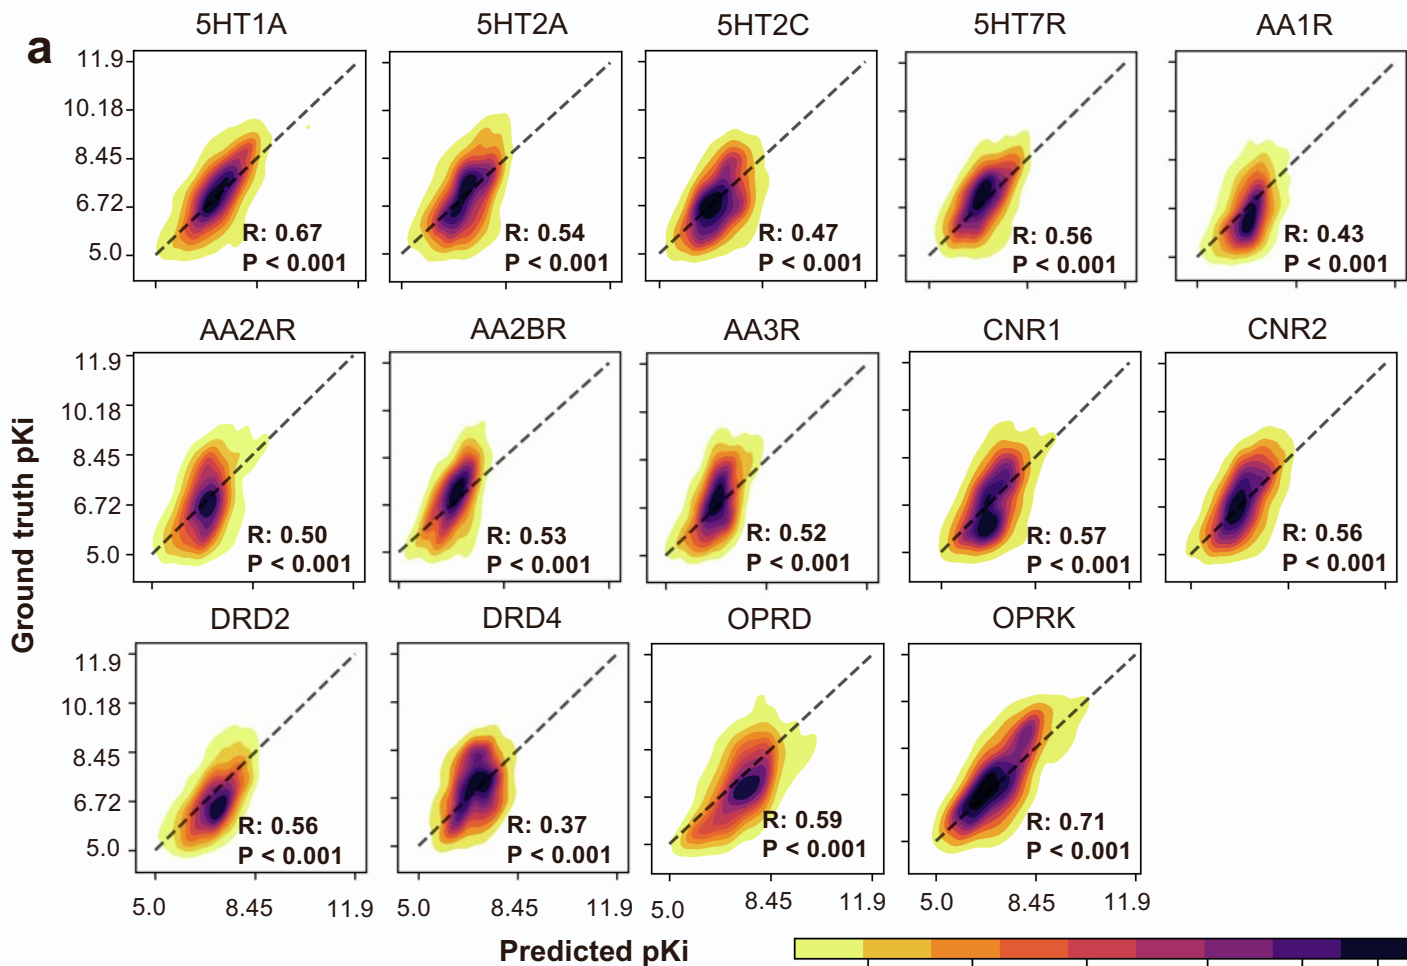 a
5HT1A 5HT2A 5HT2C 5HT7R AA1R
11.9
10.18
8.45
6.72
5.0
R: 0.67
P < 0.001
R: 0.54
P < 0.001
R: 0.47
P < 0.001
R: 0.56
P < 0.001
R: 0.43
P < 0.001
AA2AR AA2BR AA3R CNR1 CNR2
Ground truth pKi
11.9
10.18
8.45
6.72
5.0
R: 0.50
P < 0.001
R: 0.53
P < 0.001
R: 0.52
P < 0.001
R: 0.57
P < 0.001
R: 0.56
P < 0.001
DRD2 DRD4 OPRD OPRK
11.9
10.18
8.45
6.72
5.0
R: 0.56
P < 0.001
R: 0.37
P < 0.001
R: 0.59
P < 0.001
R: 0.71
P < 0.001
5.0 8.45 11.9 5.0 8.45 11.9 5.0 8.45 11.9 5.0 8.45 11.9
Predicted pKi